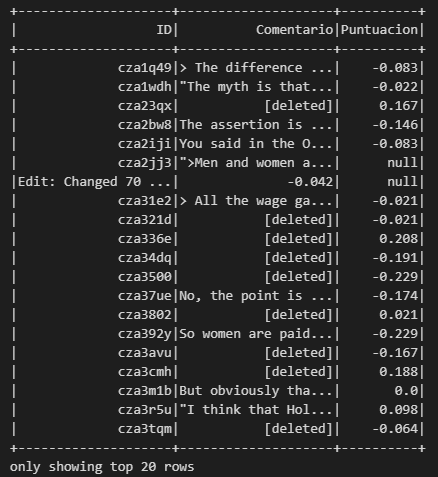 +--------------------+--------------------+----------+
|                  ID|          Comentario|Puntuacion|
+--------------------+--------------------+----------+
|             cza1q49|> The difference ...|    -0.083|
|             cza1wdh|"The myth is that...|    -0.022|
|             cza23qx|           [deleted]|     0.167|
|             cza2bw8|The assertion is ...|    -0.146|
|             cza2iji|You said in the O...|    -0.083|
|             cza2jj3|">Men and women a...|      null|
|Edit: Changed 70 ...|              -0.042|      null|
|             cza31e2|> All the wage ga...|    -0.021|
|             cza321d|           [deleted]|    -0.021|
|             cza336e|           [deleted]|     0.208|
|             cza34dq|           [deleted]|    -0.191|
|             cza3500|           [deleted]|    -0.229|
|             cza37ue|No, the point is ...|    -0.174|
|             cza3802|           [deleted]|     0.021|
|             cza392y|So women are paid...|    -0.229|
|             cza3avu|           [deleted]|    -0.167|
|             cza3cmh|           [deleted]|     0.188|
|             cza3m1b|But obviously tha...|       0.0|
|             cza3r5u|"I think that Hol...|     0.098|
|             cza3tqm|           [deleted]|    -0.064|
+--------------------+--------------------+----------+
only showing top 20 rows